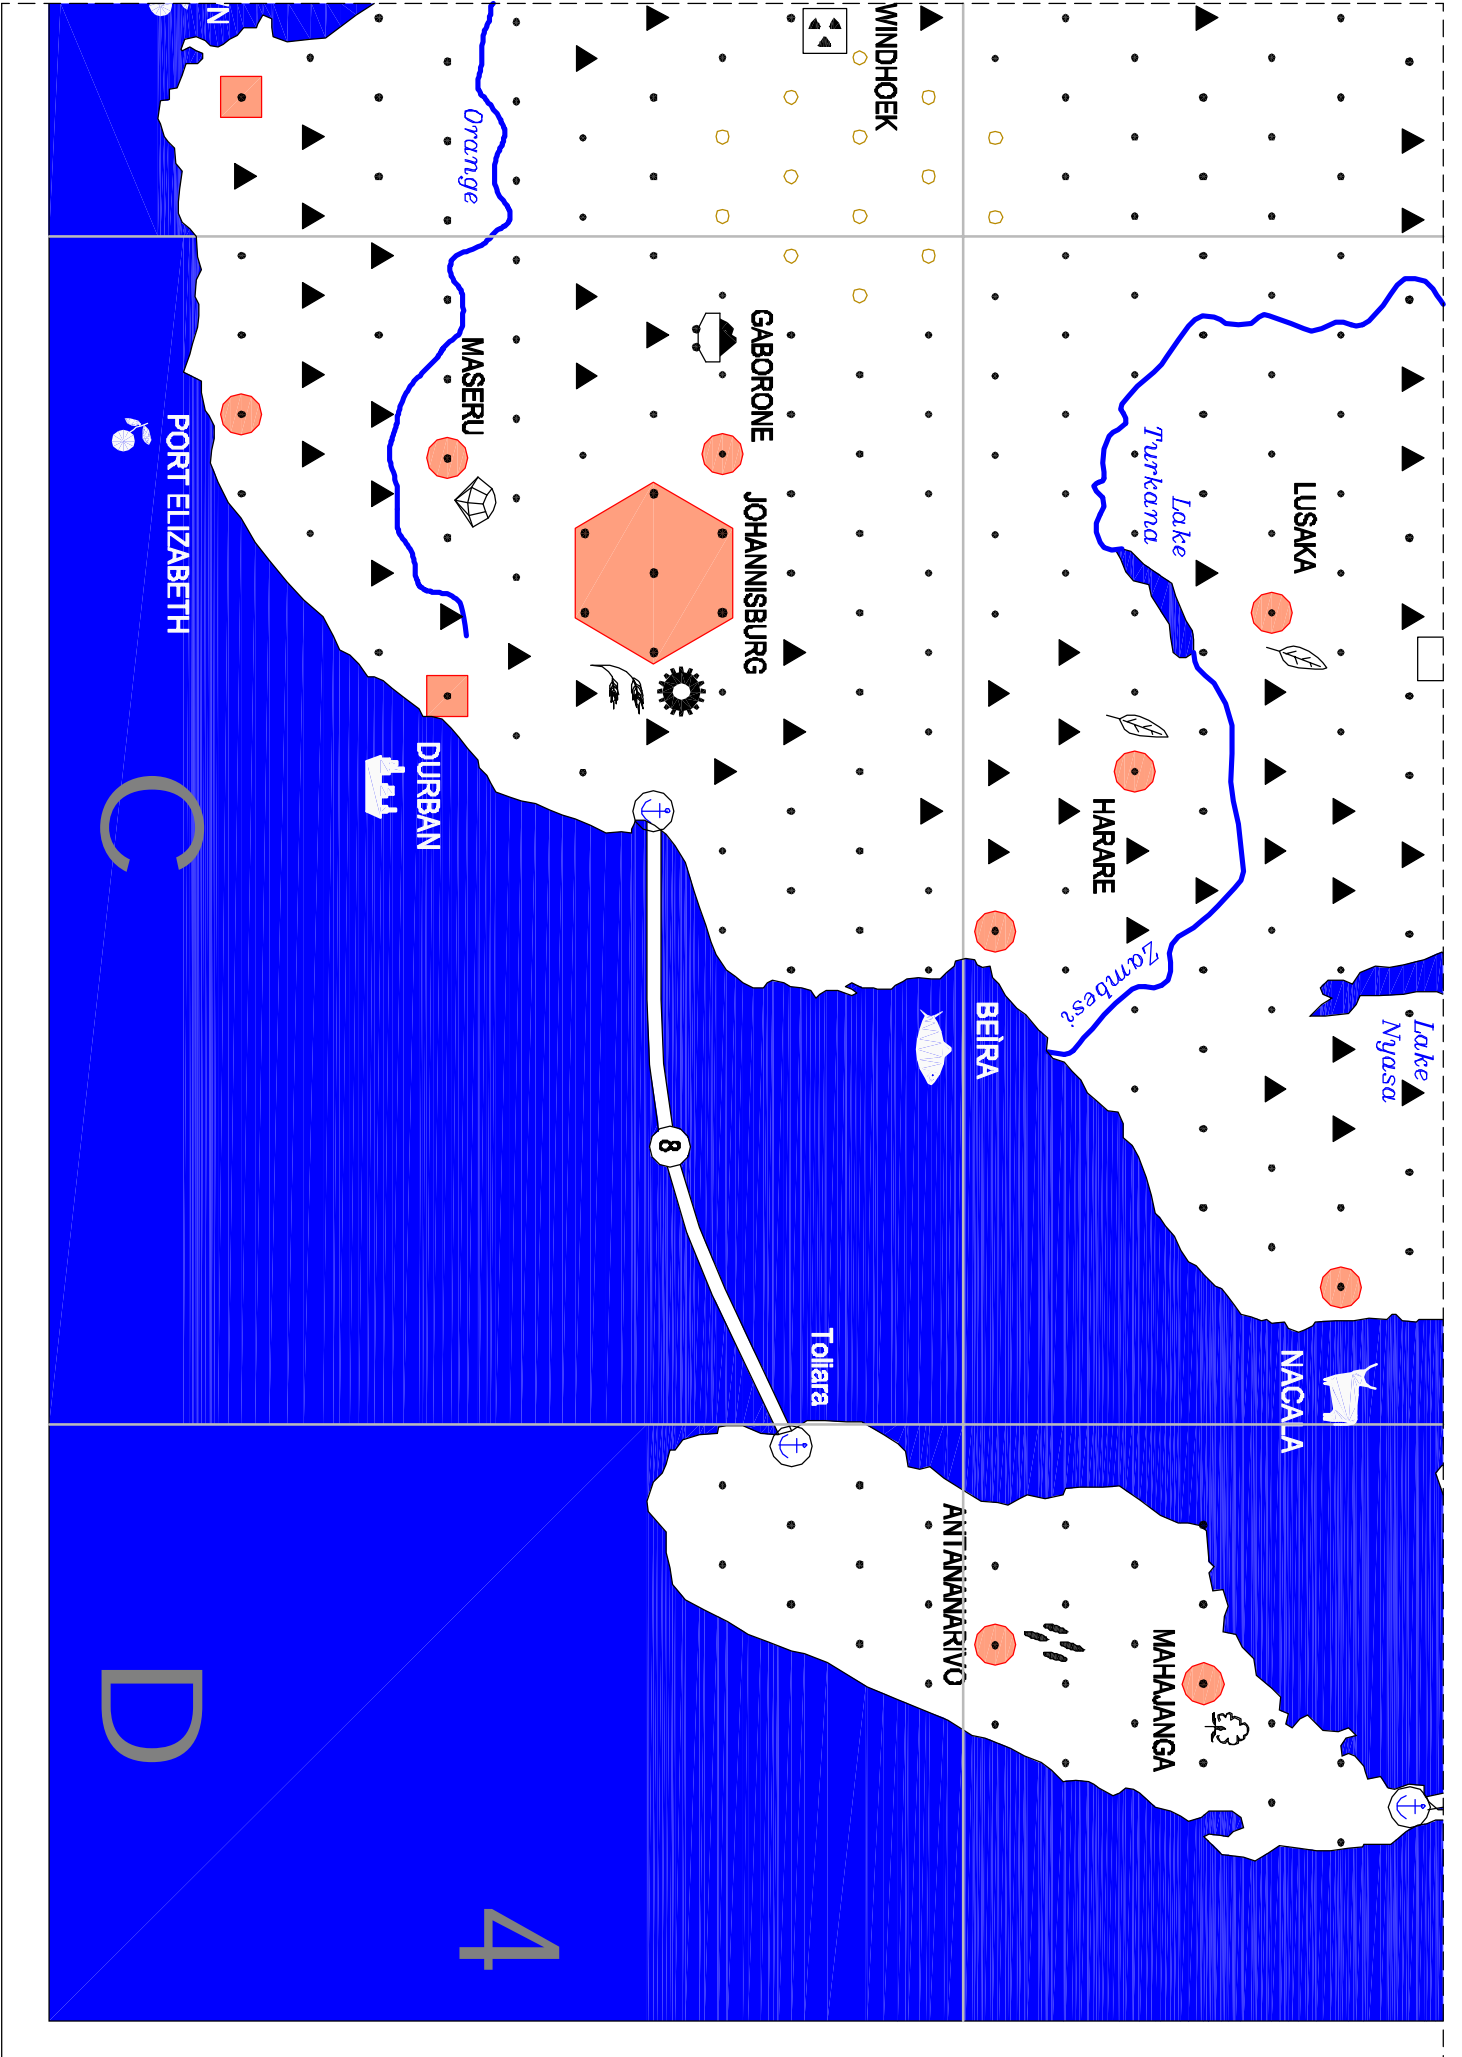 WINDHOEK
LUSAKA
Lake
Nyasa
Lake
Turkana
HARARE
Zambesi
NACALA
BEÌRA
MAHAJANGA
ANTANANARIVO
Toliara
GABORONE
JOHANNISBURG
8
Orange
MASERU
DURBAN
PORT ELIZABETH
C
D
4